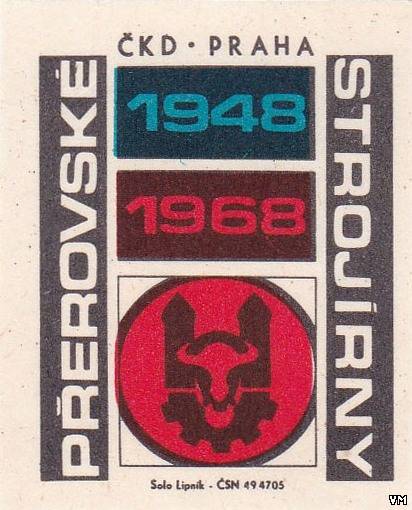 ČKD · PRAHA
PŘEROVSKÉ
1948
1968
STROJÍRNY
Solo Lipník - ČSN 49 4705
VM